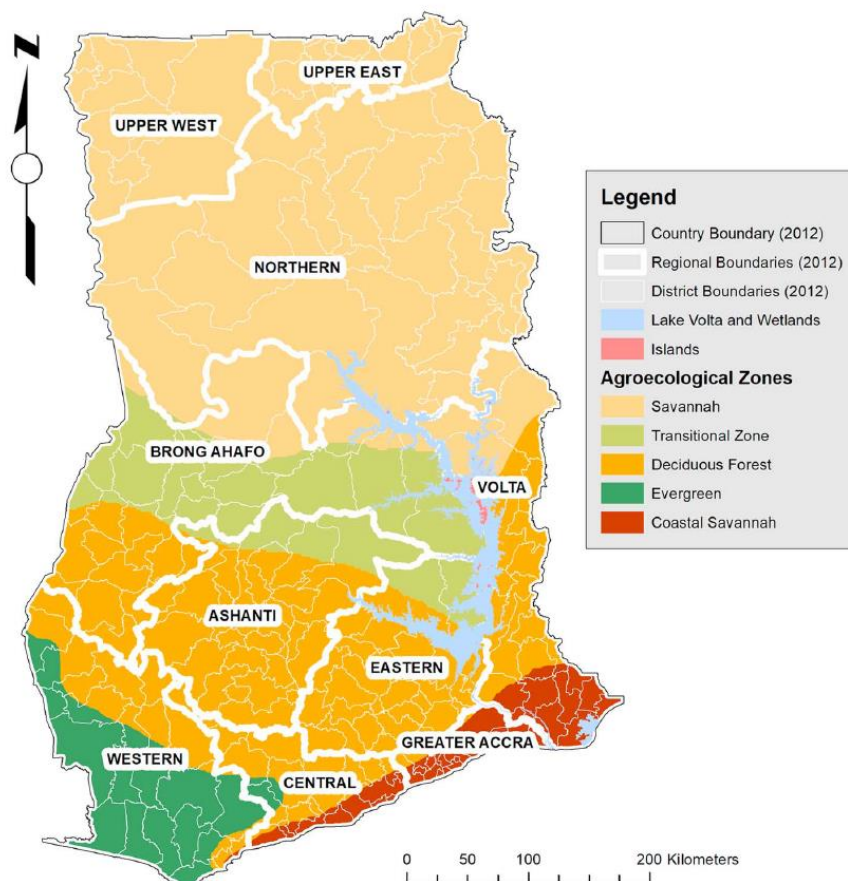 UPPER EAST
UPPER WEST
NORTHERN
BRONG AHAFO
VOLTA
ASHANTI
EASTERN
GREATER ACCRA
WESTERN
CENTRAL
N
Legend
Country Boundary (2012)
Regional Boundaries (2012)
District Boundaries (2012)
Lake Volta and Wetlands
Islands
Agroecological Zones
Savannah
Transitional Zone
Deciduous Forest
Evergreen
Coastal Savannah
0 50 100 200 Kilometers